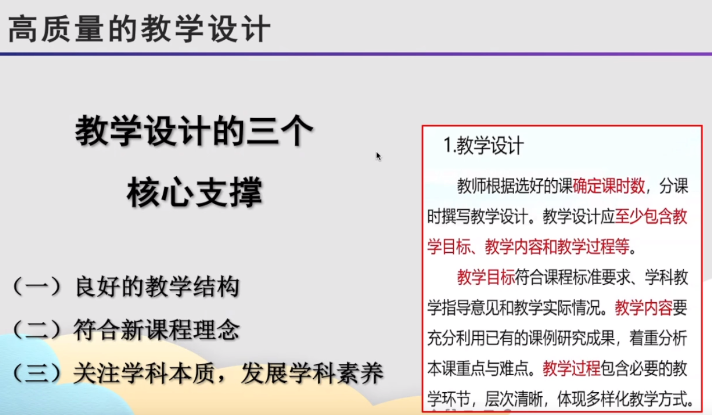 高质量的教学设计
教学设计的三个
核心支撑
（一）良好的教学结构
（二）符合新课程理念
（三）关注学科本质，发展学科素养
1.教学设计
教师根据选好的课确定课时数，分课
时撰写教学设计。教学设计应至少包含教
学目标、教学内容和教学过程等。
教学目标符合课程标准要求、学科教
学指导意见和教学实际情况。教学内容要
充分利用已有的课例研究成果，着重分析
本课重点与难点。教学过程包含必要的教
学环节，层次清晰，体现多样化教学方式。